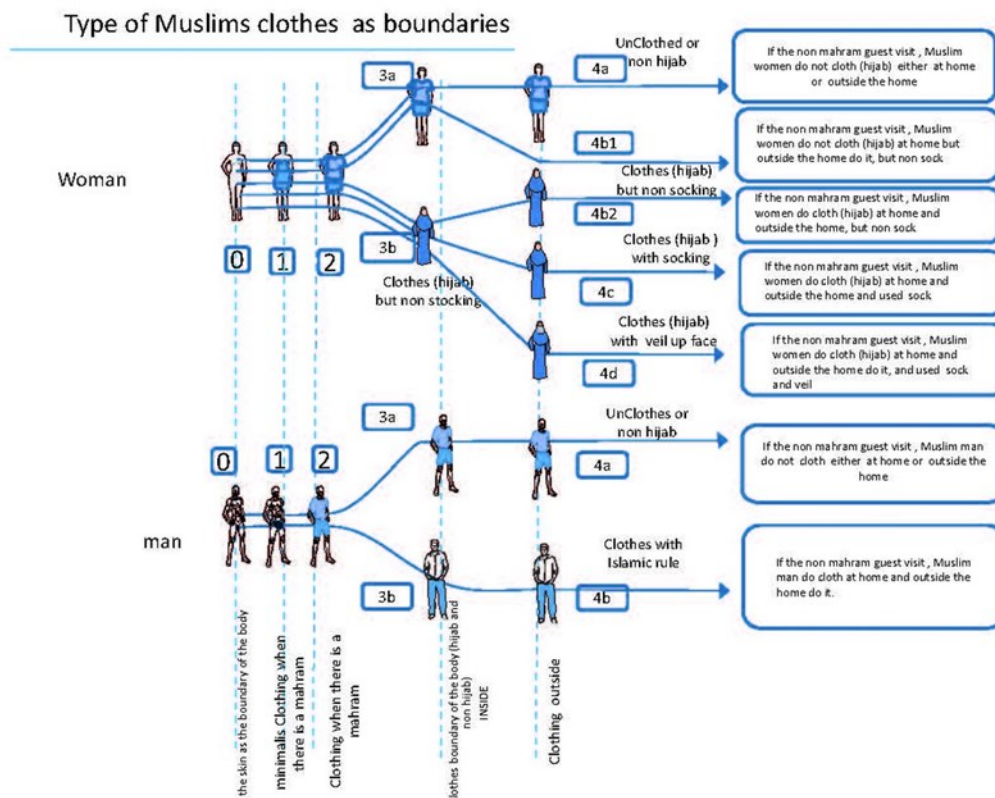 Type of Muslims clothes as boundaries
Woman
0
1
2
3a
3b
Clothes (hijab)
but non stocking
UnClothed or
non hijab
4a
If the non mahram guest visit , Muslim
women do not cloth (hijab) either at home
or outside the home
4b1
If the non mahram guest visit , Muslim
women do not cloth (hijab) at home but
outside the home do it, but non sock
Clothes (hijab)
but non socking
4b2
If the non mahram guest visit , Muslim
women do cloth (hijab) at home and
outside the home, but non sock
Clothes (hijab )
with socking
4c
If the non mahram guest visit , Muslim
women do cloth (hijab) at home and
outside the home and used sock
Clothes (hijab)
with veil up face
4d
If the non mahram guest visit , Muslim
women do cloth (hijab) at home and
outside the home do it, and used sock
and veil
man
0
1
2
3a
3b
UnClothes or
non hijab
4a
If the non mahram guest visit , Muslim man
do not cloth either at home or outside the
home
Clothes with
Islamic rule
4b
If the non mahram guest visit , Muslim
man do cloth at home and outside the
home do it.
the skin as the boundary of the body
minimalis Clothing when
there is a mahram
Clothing when there is a
mahram
lothes boundary of the body (hijab and
non hijab)
INSIDE
Clothing outside